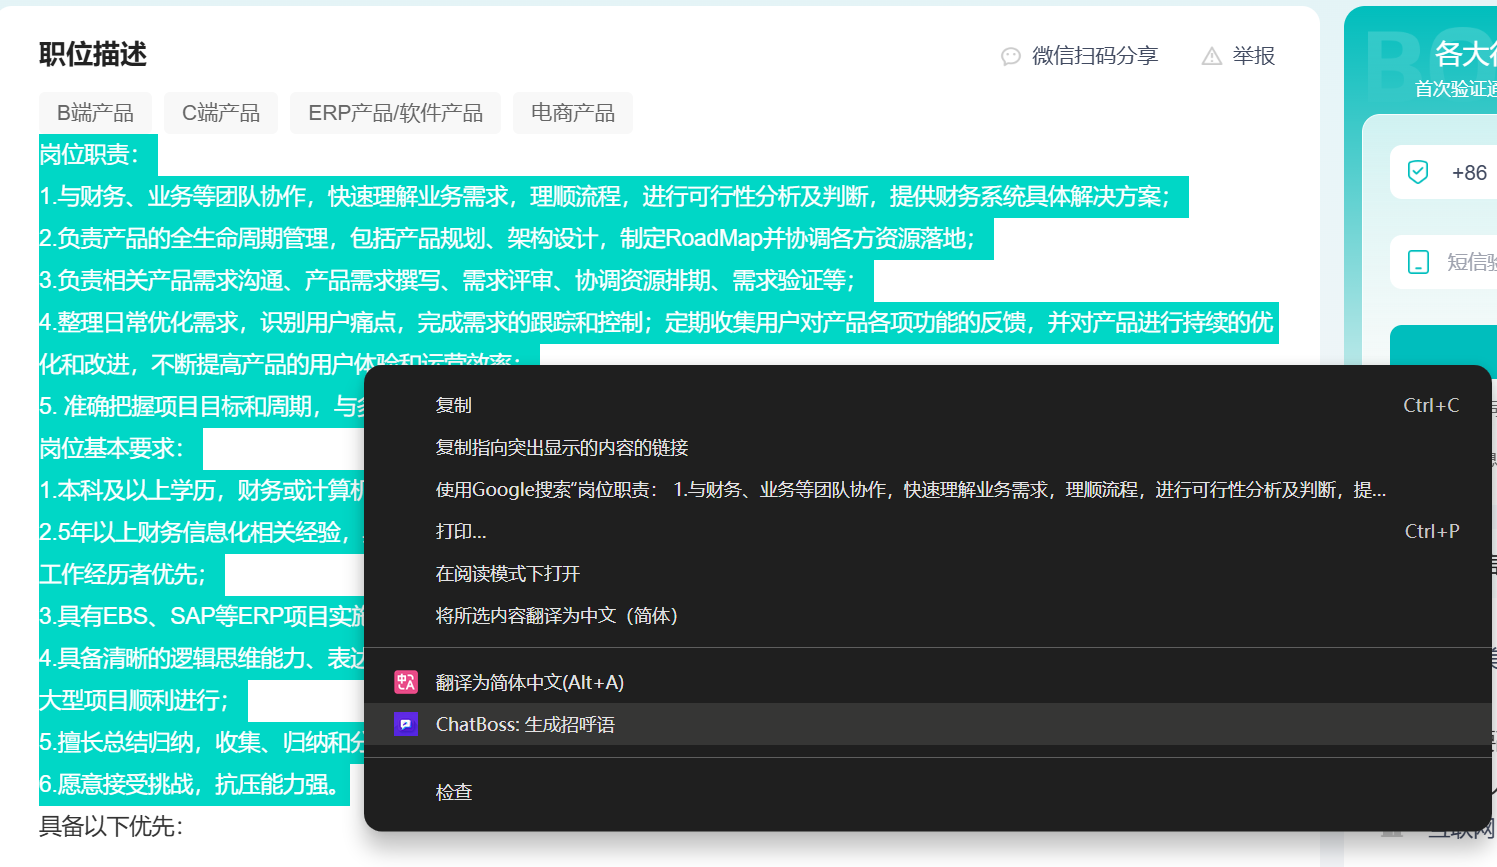 职位描述
微信扫码分享
举报
B端产品
C端产品
ERP产品/软件产品
电商产品
岗位职责：
1.与财务、业务等团队协作，快速理解业务需求，理顺流程，进行可行性分析及判断，提供财务系统具体解决方案；
2.负责产品的全生命周期管理，包括产品规划、架构设计，制定RoadMap并协调各方资源落地；
3.负责相关产品需求沟通、产品需求撰写、需求评审、协调资源排期、需求验证等；
4.整理日常优化需求，识别用户痛点，完成需求的跟踪和控制；定期收集用户对产品各项功能的反馈，并对产品进行持续的优
化和改进，不断提高产品的用户体验和运营效率；
5. 准确把握项目目标和周期，与
岗位基本要求：
1.本科及以上学历，财务或计算机
2.5年以上财务信息化相关经验，
工作经历者优先；
3.具有EBS、SAP等ERP项目实施
4.具备清晰的逻辑思维能力、表达
大型项目顺利进行；
5.擅长总结归纳，收集、归纳和分
6.愿意接受挑战，抗压能力强。
具备以下优先：
复制 Ctrl+C
复制指向突出显示的内容的链接
使用Google搜索“岗位职责： 1.与财务、业务等团队协作，快速理解业务需求，理顺流程，进行可行性分析及判断，提...
打印... Ctrl+P
在阅读模式下打开
将所选内容翻译为中文（简体）
翻译为简体中文(Alt+A)
ChatBoss: 生成招呼语
检查
各大行
首次验证通
+86
短信验
互联网